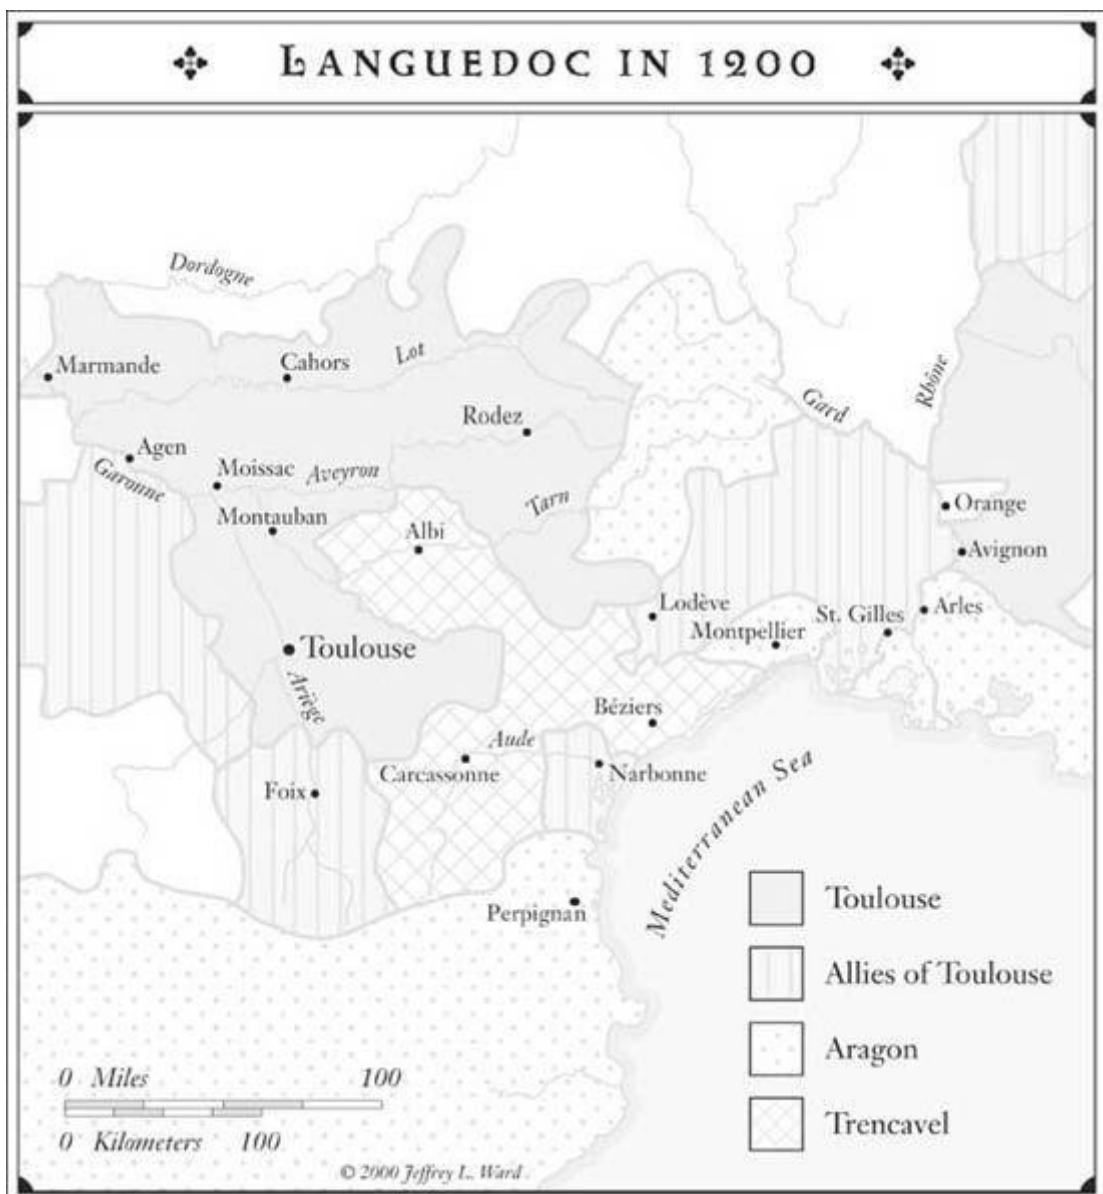 LANGUEDOC IN 1200
Dordogne
Marmande
Cahors
Lot
Gard
Rhône
Rodez
Agen
Garonne
Moissac
Aveyron
Tarn
Orange
Montauban
Albi
Avignon
Lodève
Montpellier
St. Gilles
Arles
Toulouse
Ariège
Béziers
Aude
Carcassonne
Narbonne
Foix
Mediterranean Sea
Perpignan
Toulouse
Allies of Toulouse
Aragon
Trencavel
0 Miles 100
0 Kilometers 100
© 2000 Jeffrey L. Ward